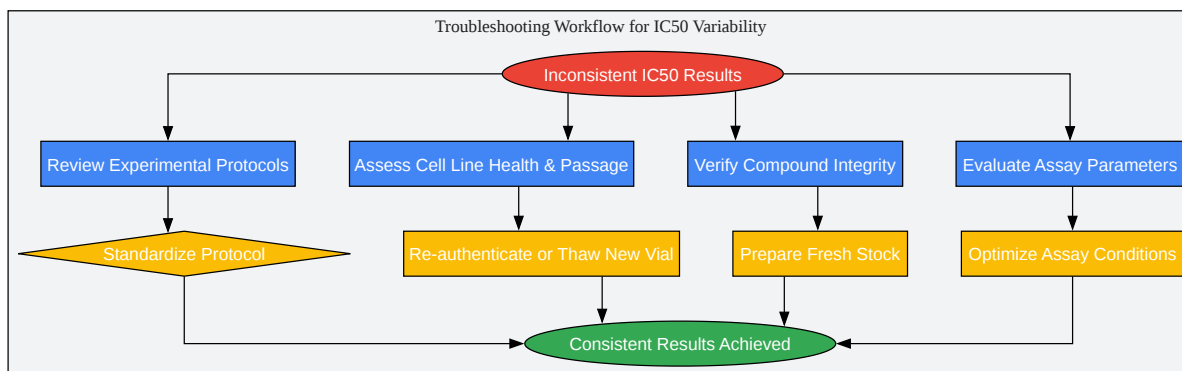 Troubleshooting Workflow for IC50 Variability
Inconsistent IC50 Results
Review Experimental Protocols
Assess Cell Line Health & Passage
Verify Compound Integrity
Evaluate Assay Parameters
Standardize Protocol
Re-authenticate or Thaw New Vial
Prepare Fresh Stock
Optimize Assay Conditions
Consistent Results Achieved